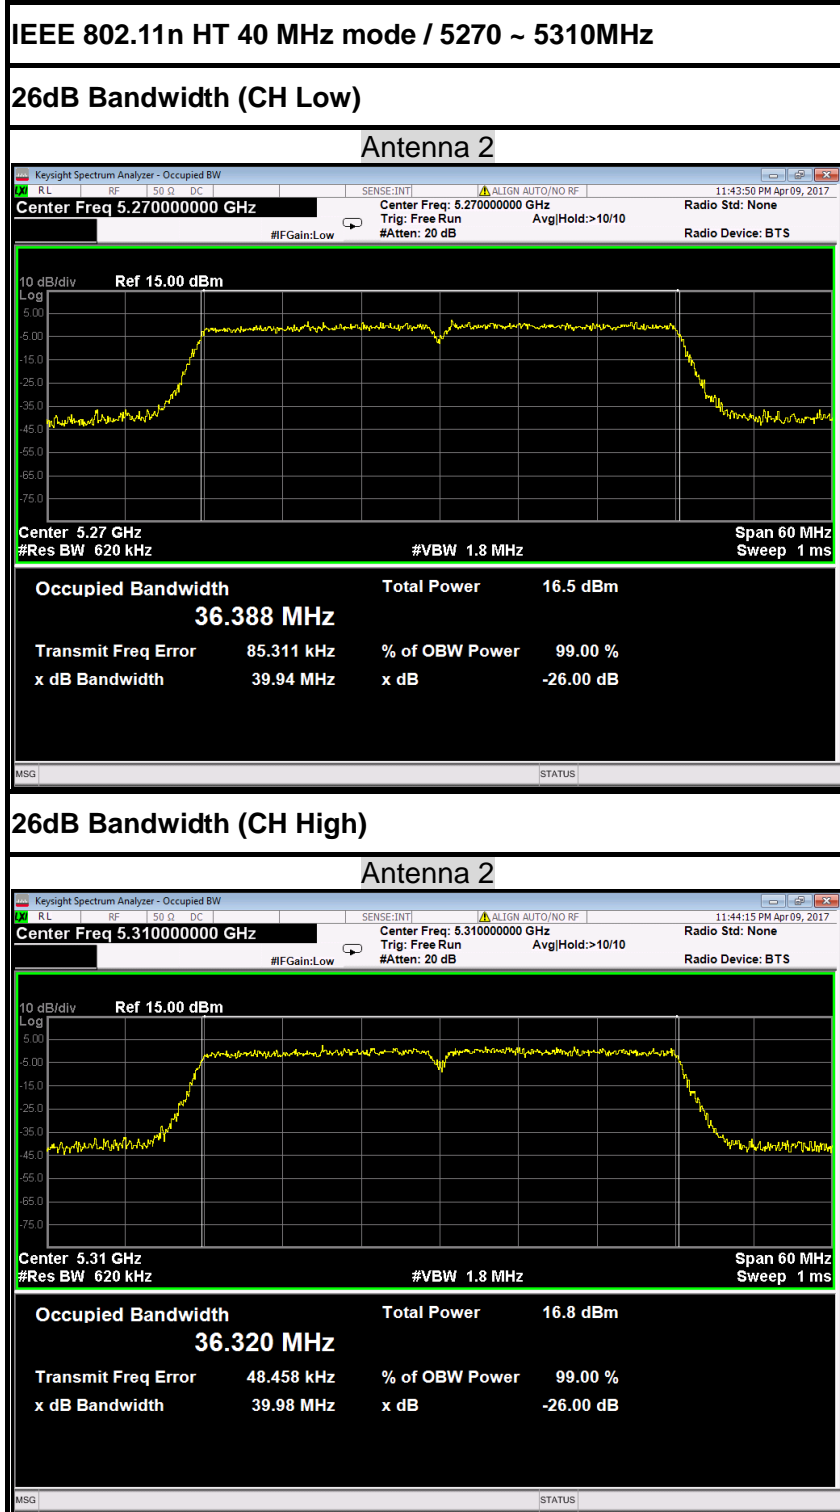 IEEE 802.11n HT 40 MHz mode / 5270 ~ 5310MHz
26dB Bandwidth (CH Low)
Antenna 2
Keysight Spectrum Analyzer - Occupied BW
LXI RL RF 50 Ω DC SENSE:INT ALIGN AUTO/NO RF 11:43:50 PM Apr 09, 2017
Center Freq 5.270000000 GHz Center Freq: 5.270000000 GHz Radio Std: None
Trig: Free Run Avg|Hold:>10/10
#IFGain:Low #Atten: 20 dB Radio Device: BTS
10 dB/div Ref 15.00 dBm
Log
5.00
-5.00
-15.0
-25.0
-35.0
-45.0
-55.0
-65.0
-75.0
Center 5.27 GHz Span 60 MHz
#Res BW 620 kHz #VBW 1.8 MHz Sweep 1 ms
Occupied Bandwidth Total Power 16.5 dBm
36.388 MHz
Transmit Freq Error 85.311 kHz % of OBW Power 99.00 %
x dB Bandwidth 39.94 MHz x dB -26.00 dB
MSG STATUS
26dB Bandwidth (CH High)
Antenna 2
Keysight Spectrum Analyzer - Occupied BW
LXI RL RF 50 Ω DC SENSE:INT ALIGN AUTO/NO RF 11:44:15 PM Apr 09, 2017
Center Freq 5.310000000 GHz Center Freq: 5.310000000 GHz Radio Std: None
Trig: Free Run Avg|Hold:>10/10
#IFGain:Low #Atten: 20 dB Radio Device: BTS
10 dB/div Ref 15.00 dBm
Log
5.00
-5.00
-15.0
-25.0
-35.0
-45.0
-55.0
-65.0
-75.0
Center 5.31 GHz Span 60 MHz
#Res BW 620 kHz #VBW 1.8 MHz Sweep 1 ms
Occupied Bandwidth Total Power 16.8 dBm
36.320 MHz
Transmit Freq Error 48.458 kHz % of OBW Power 99.00 %
x dB Bandwidth 39.98 MHz x dB -26.00 dB
MSG STATUS